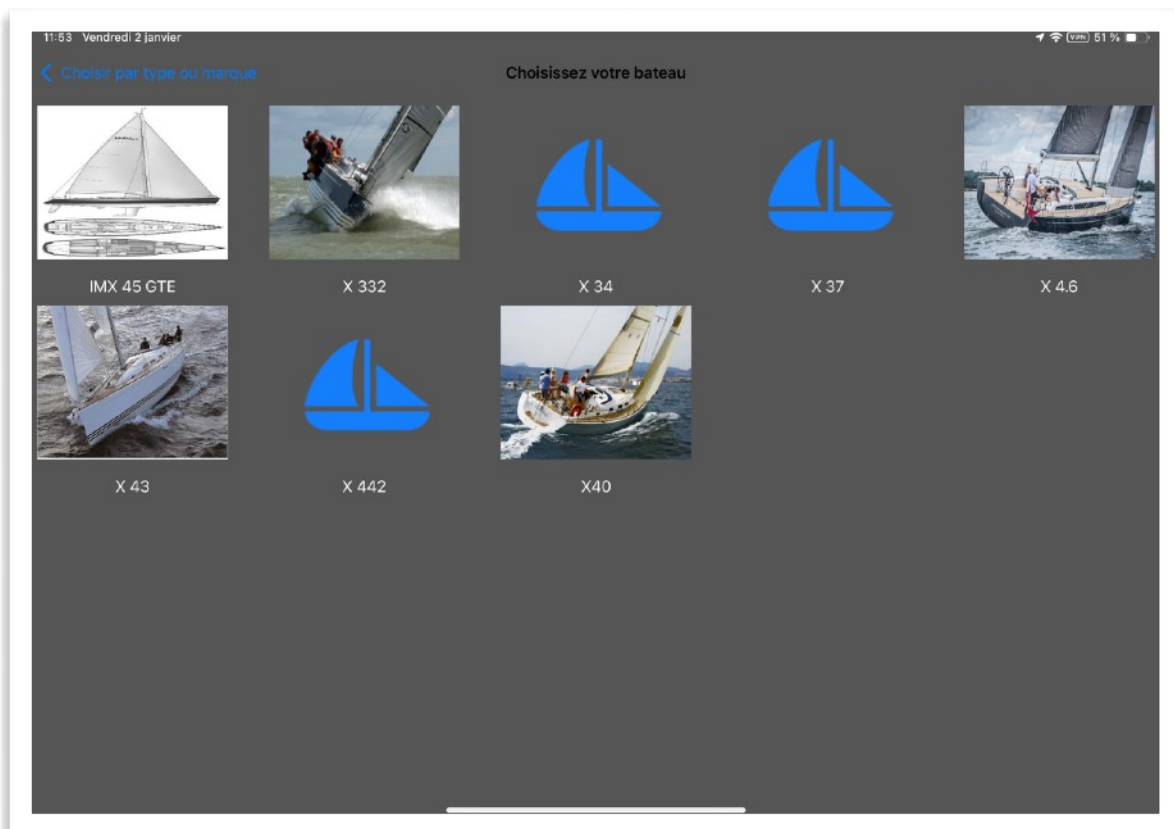 11:53 Vendredi 2 janvier
VPN 51 %
Choisir par type ou marque
Choisissez votre bateau
IMX 45 GTE
X 332
X 34
X 37
X 4.6
X 43
X 442
X40